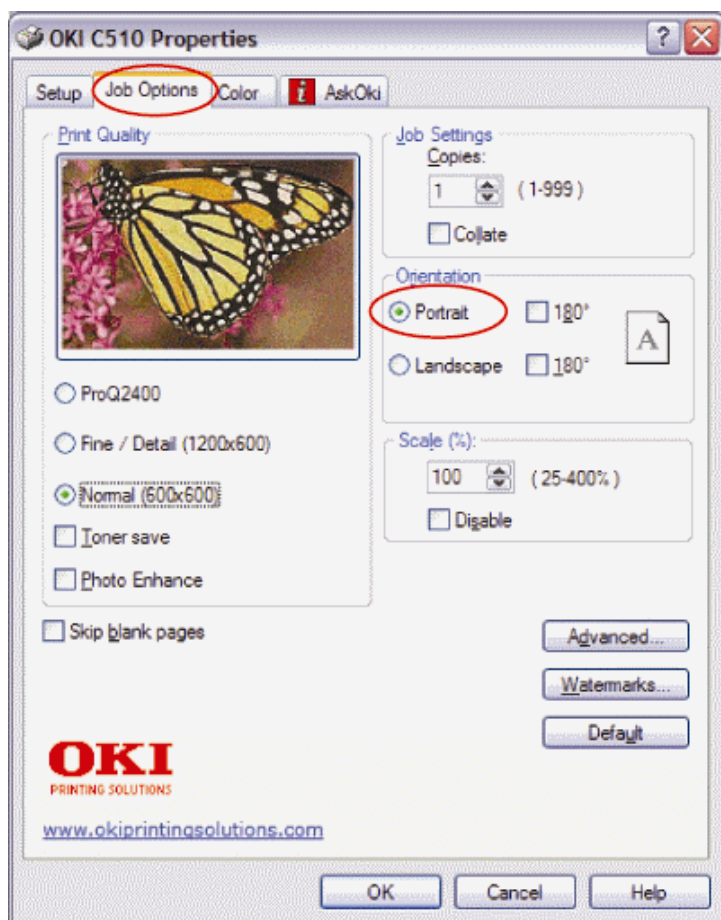 OKI C510 Properties
Setup Job Options Color i AskOki
Print Quality
ProQ2400
Fine / Detail (1200x600)
Normal (600x600)
Toner save
Photo Enhance
Skip blank pages
Job Settings
Copies:
1 (1-999)
Collate
Orientation
Portrait 180°
Landscape 180°
A
Scale (%):
100 (25-400%)
Disable
Advanced...
Watermarks...
Default
OKI
PRINTING SOLUTIONS
www.okiprintingsolutions.com
OK Cancel Help